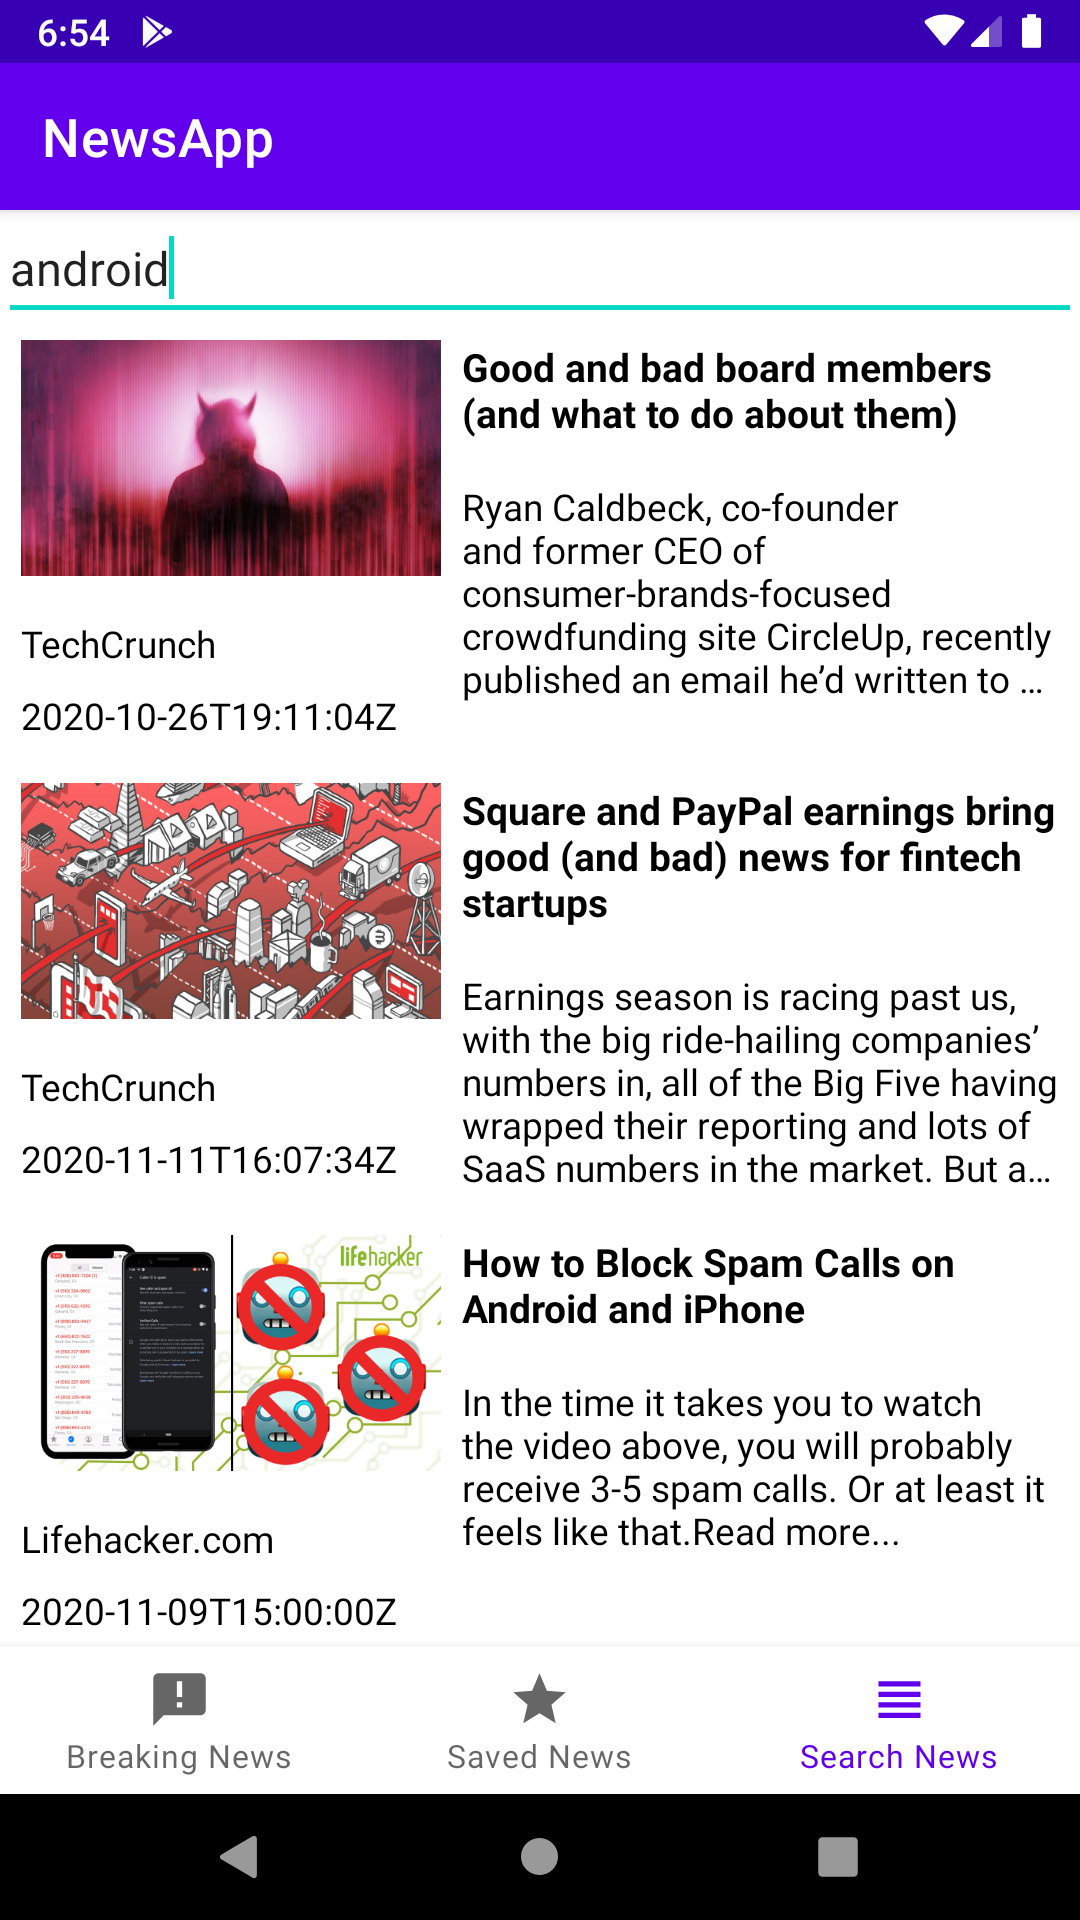 6:54
NewsApp
android
Good and bad board members
(and what to do about them)
Ryan Caldbeck, co-founder
and former CEO of
consumer-brands-focused
crowdfunding site CircleUp, recently
published an email he’d written to …
TechCrunch
2020-10-26T19:11:04Z
Square and PayPal earnings bring
good (and bad) news for fintech
startups
Earnings season is racing past us,
with the big ride-hailing companies’
numbers in, all of the Big Five having
wrapped their reporting and lots of
SaaS numbers in the market. But a…
TechCrunch
2020-11-11T16:07:34Z
lifehacker
How to Block Spam Calls on
Android and iPhone
In the time it takes you to watch
the video above, you will probably
receive 3-5 spam calls. Or at least it
feels like that.Read more...
Lifehacker.com
2020-11-09T15:00:00Z
Breaking News
Saved News
Search News